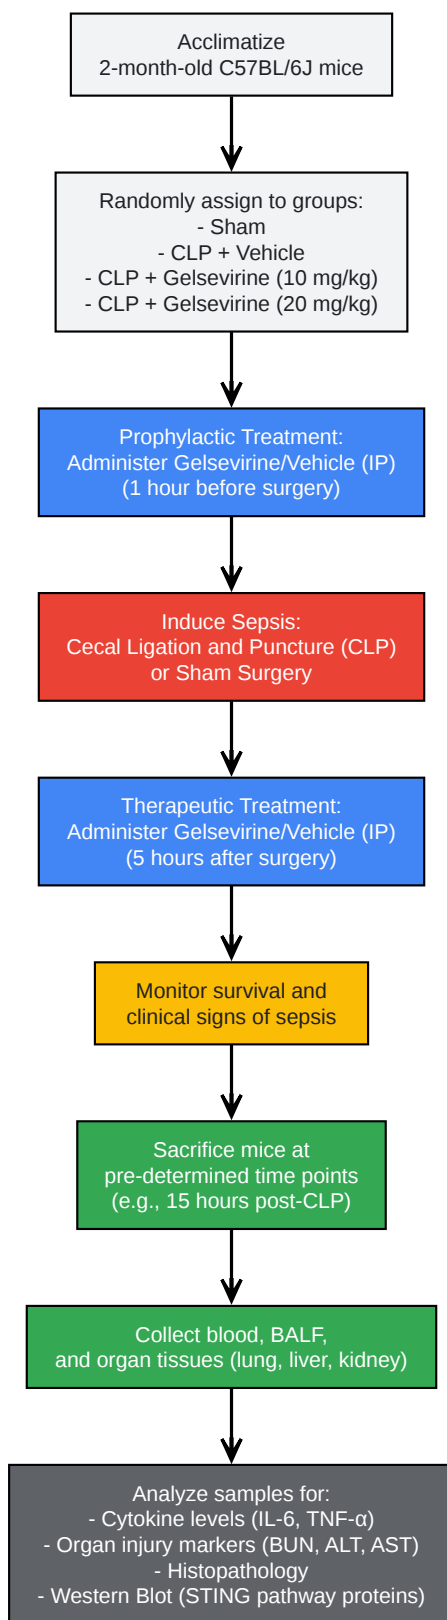 Acclimatize
2-month-old C57BL/6J mice
Randomly assign to groups:
- Sham
- CLP + Vehicle
- CLP + Gelsevirine (10 mg/kg)
- CLP + Gelsevirine (20 mg/kg)
Prophylactic Treatment:
Administer Gelsevirine/Vehicle (IP)
(1 hour before surgery)
Induce Sepsis:
Cecal Ligation and Puncture (CLP)
or Sham Surgery
Therapeutic Treatment:
Administer Gelsevirine/Vehicle (IP)
(5 hours after surgery)
Monitor survival and
clinical signs of sepsis
Sacrifice mice at
pre-determined time points
(e.g., 15 hours post-CLP)
Collect blood, BALF,
and organ tissues (lung, liver, kidney)
Analyze samples for:
- Cytokine levels (IL-6, TNF-α)
- Organ injury markers (BUN, ALT, AST)
- Histopathology
- Western Blot (STING pathway proteins)